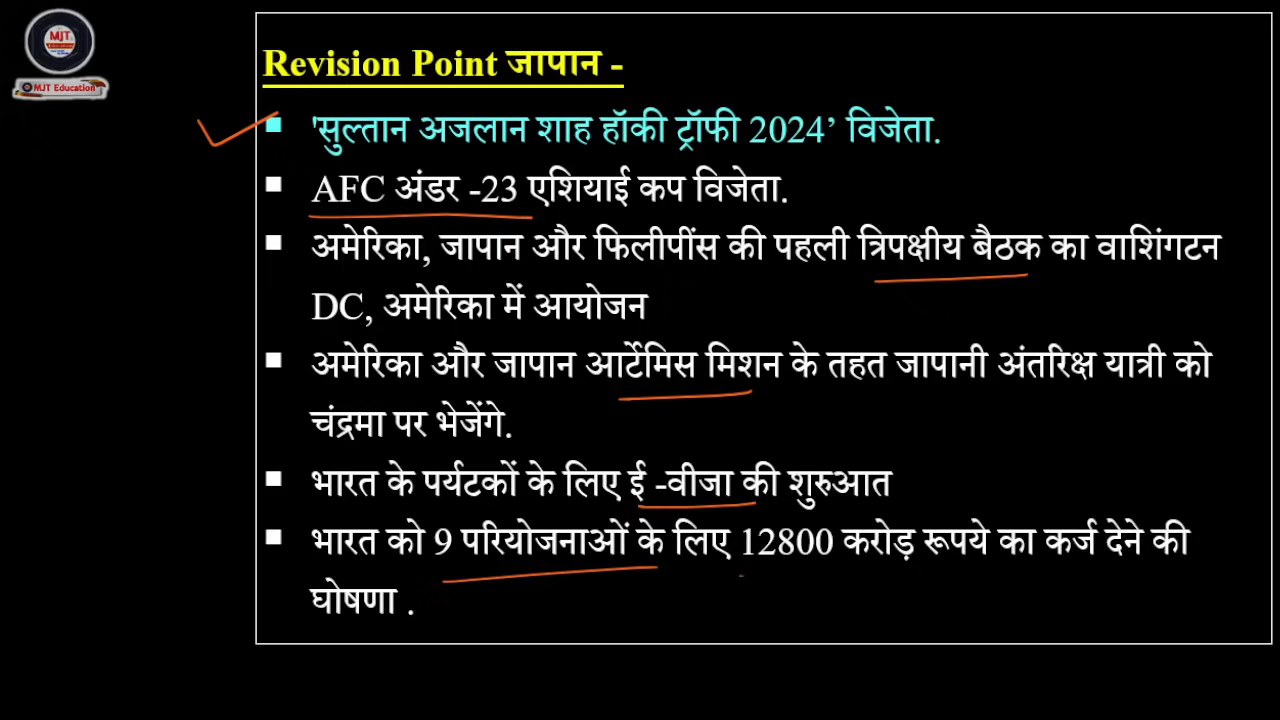 MJT
MJT Education
Revision Point जापान -
'सुल्तान अजलान शाह हॉकी ट्रॉफी 2024’ विजेता.
AFC अंडर -23 एशियाई कप विजेता.
अमेरिका, जापान और फिलीपींस की पहली त्रिपक्षीय बैठक का वाशिंगटन
DC, अमेरिका में आयोजन
अमेरिका और जापान आर्टेमिस मिशन के तहत जापानी अंतरिक्ष यात्री को
चंद्रमा पर भेजेंगे.
भारत के पर्यटकों के लिए ई -वीजा की शुरुआत
भारत को 9 परियोजनाओं के लिए 12800 करोड़ रूपये का कर्ज देने की
घोषणा .